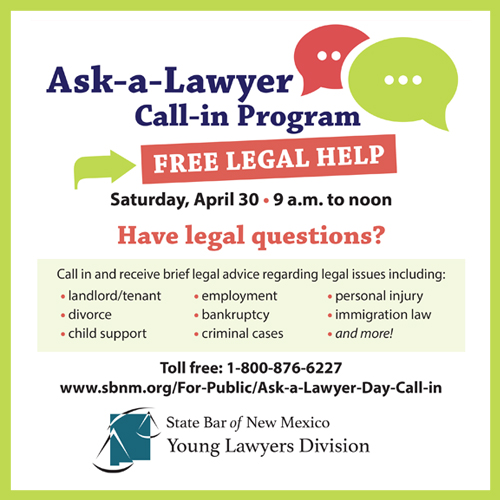 Ask-a-Lawyer
Call-in Program
FREE LEGAL HELP
Saturday, April 30 • 9 a.m. to noon
Have legal questions?
Call in and receive brief legal advice regarding legal issues including:
• landlord/tenant • employment • personal injury
• divorce • bankruptcy • immigration law
• child support • criminal cases • and more!
Toll free: 1-800-876-6227
www.sbnm.org/For-Public/Ask-a-Lawyer-Day-Call-in
State Bar of New Mexico
Young Lawyers Division